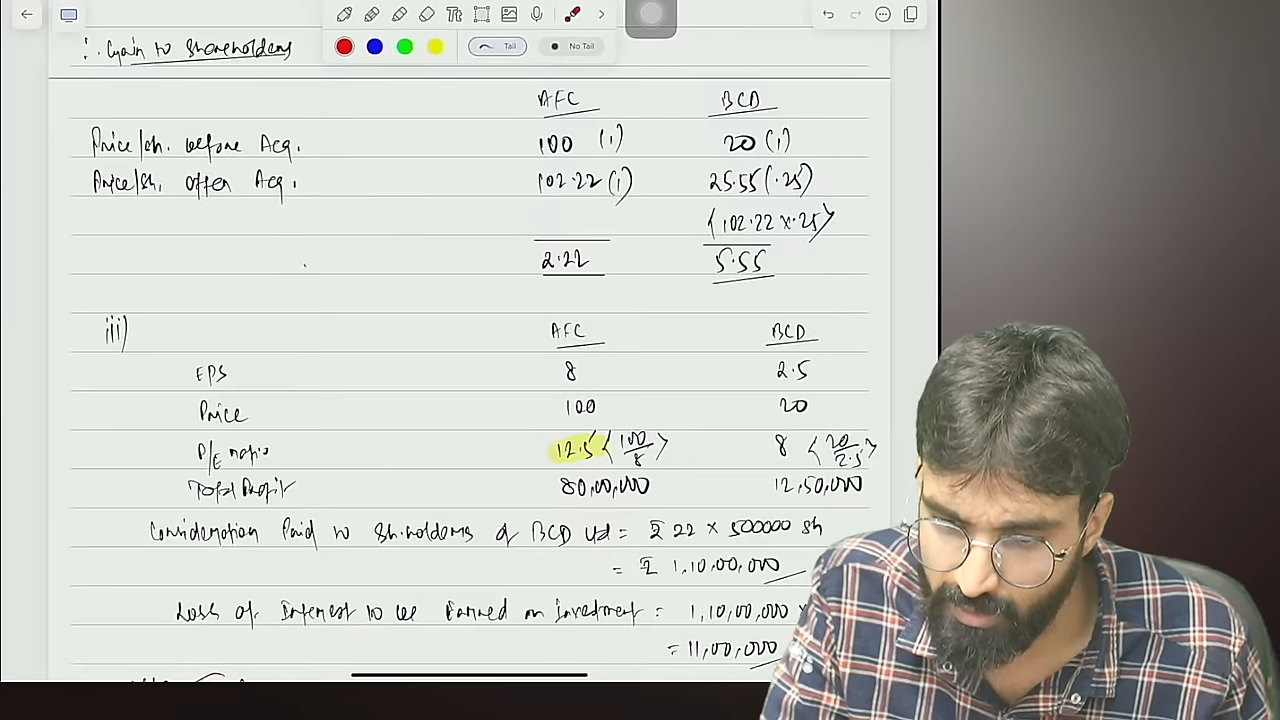 ∴ Gain to Shareholders
Tt
Tail
No Tail
AFC BCD
Price/sh. before Acq. 100 (1) 20 (1)
Price/sh. after Acq. 102.22 (1) 25.55 (.25)
<102.22 x .25>
2.22 5.55
iii) AFC BCD
EPS 8 2.5
Price 100 20
P/E ratio 12.5 <100/8> 8 <20/2.5>
Total Profit 80,00,000 12,50,000
Consideration Paid to Sh.holders of BCD Ltd = ₹ 22 x 500000 sh
= ₹ 1,10,00,000
Loss of Interest to be Earned on investment = 1,10,00,000 x
= 11,00,000